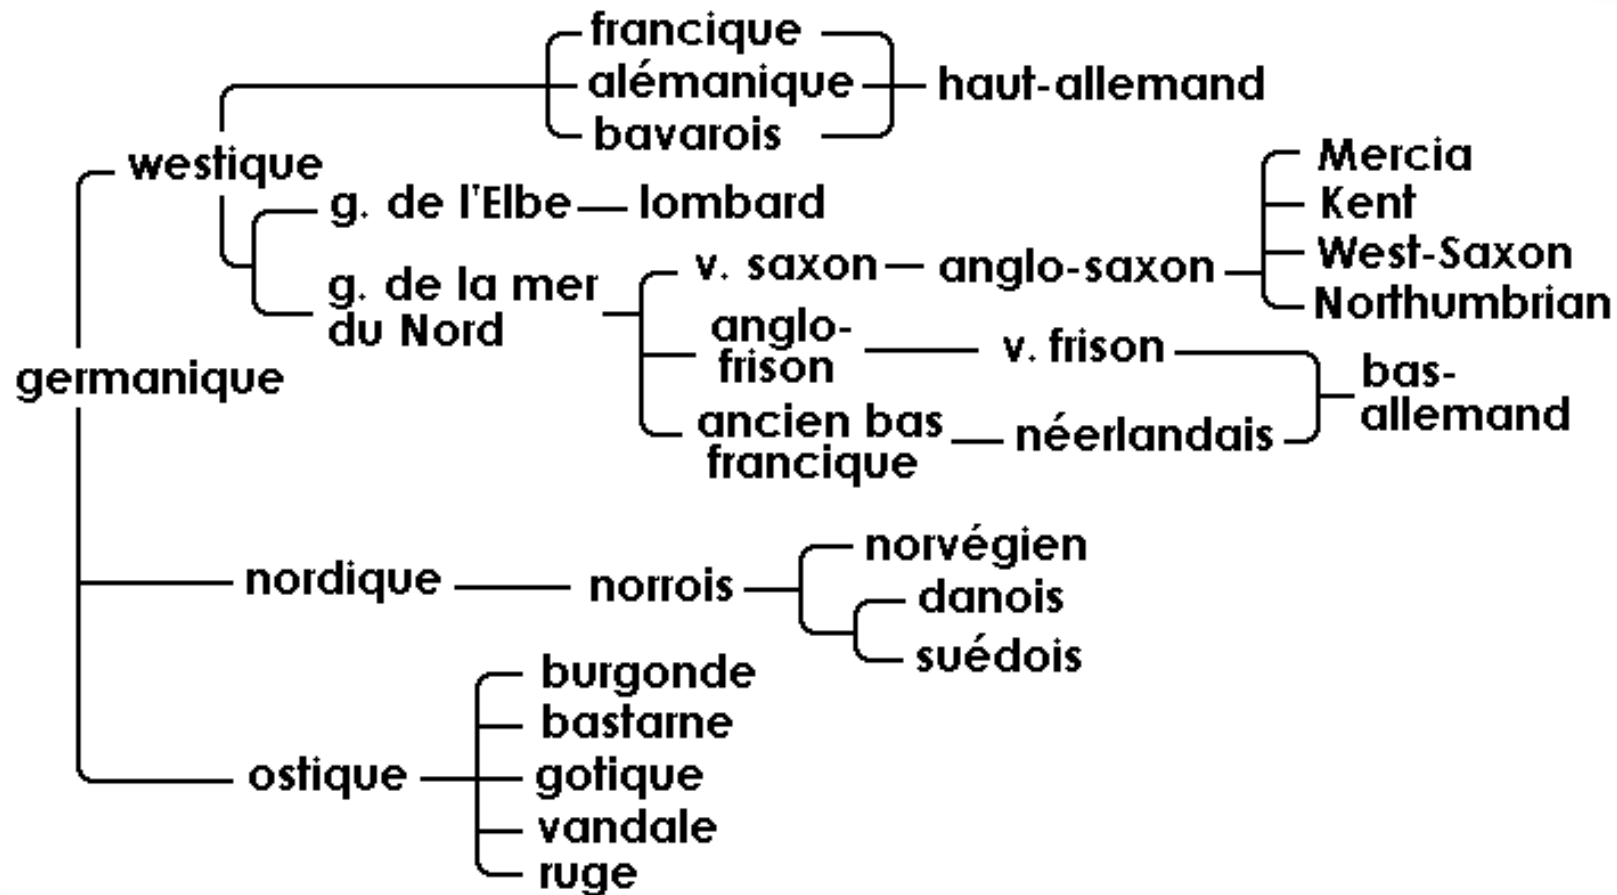 francique
alémanique
haut-allemand
bavarois
westique
Mercia
g. de l'Elbe
lombard
Kent
West-Saxon
v. saxon
anglo-saxon
Northumbrian
g. de la mer
du Nord
anglo-
frison
v. frison
bas-
allemand
germanique
ancien bas
francique
néerlandais
nordique
norrois
norvégien
danois
suédois
burgonde
bastarne
ostique
gotique
vandale
ruge